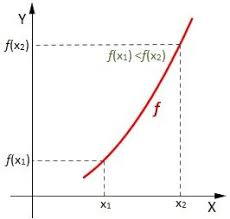 Y
f(x₂)
f(x₁) <f(x₂)
f
f(x₁)
x₁
x₂
X